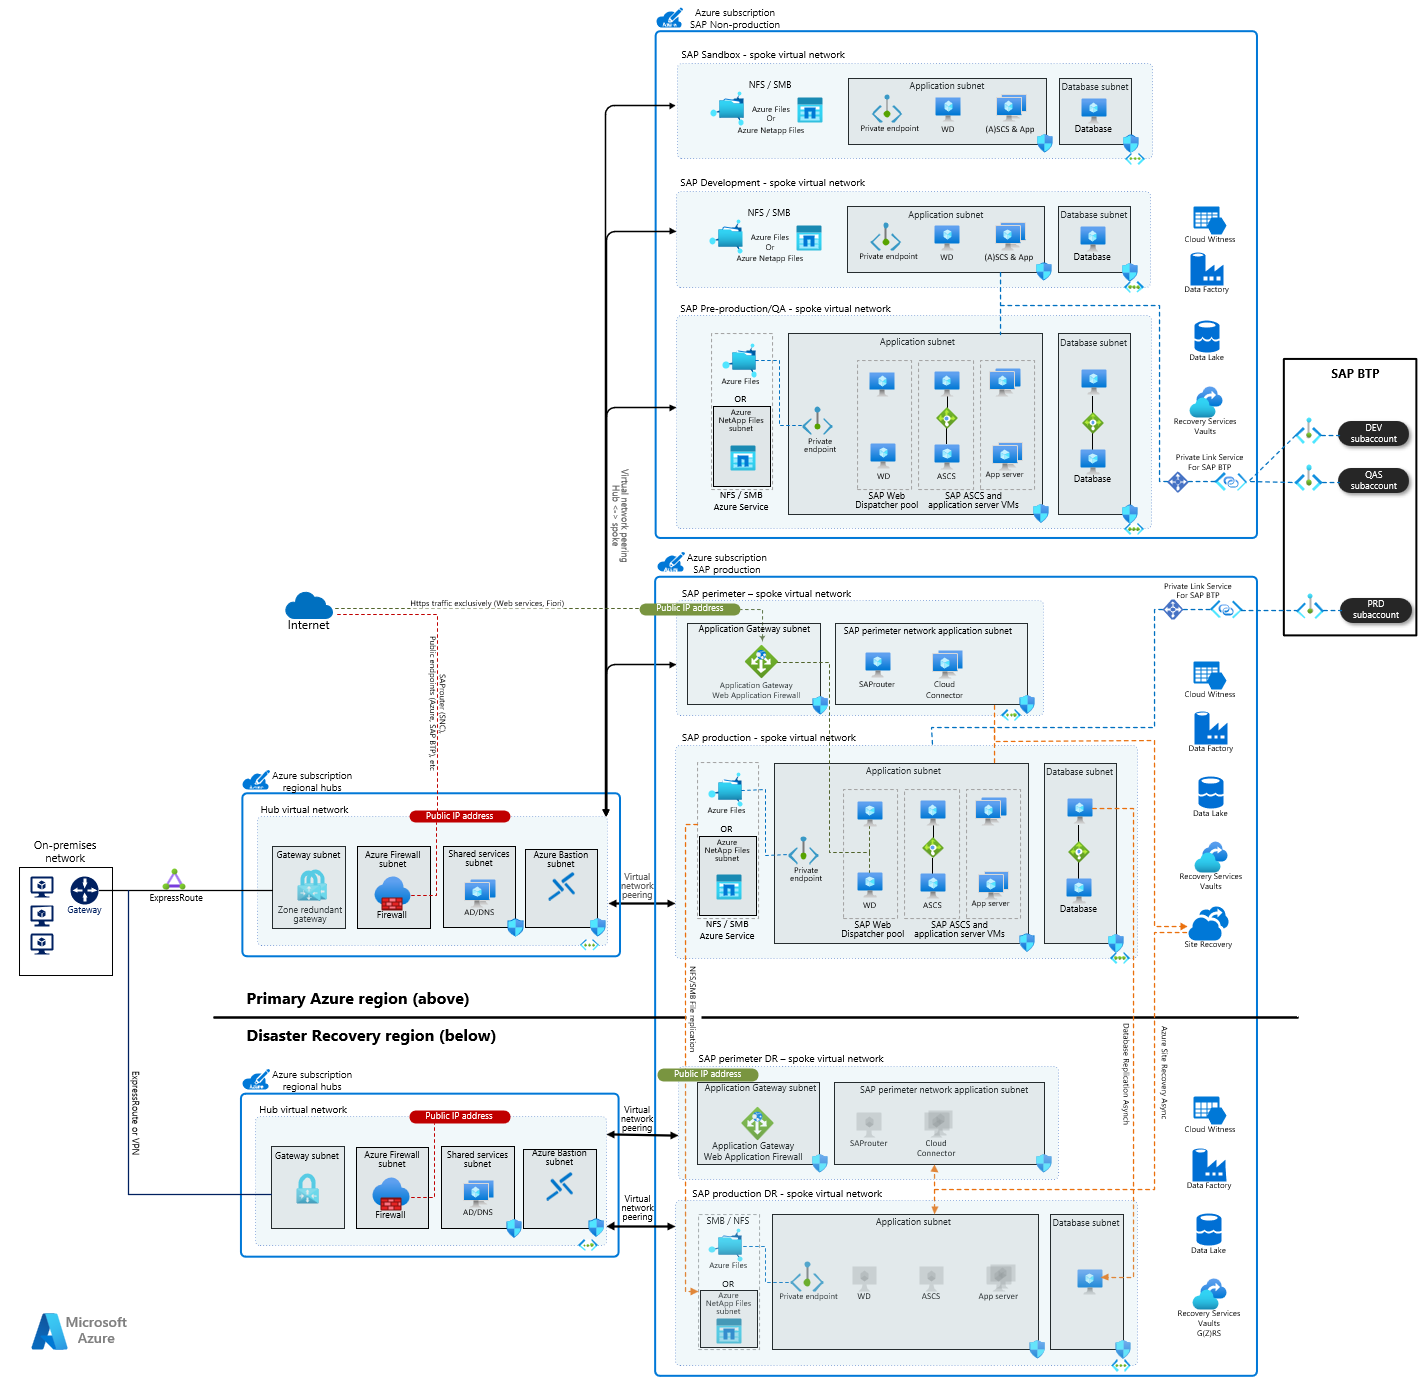 Azure subscription
SAP Non-production
SAP Sandbox - spoke virtual network
NFS / SMB
Azure Files
Or
Azure Netapp Files
Application subnet
Private endpoint
WD
(A)SCS & App
Database subnet
Database
SAP Development - spoke virtual network
NFS / SMB
Azure Files
Or
Azure Netapp Files
Application subnet
Private endpoint
WD
(A)SCS & App
Database subnet
Database
Cloud Witness
Data Factory
Data Lake
Recovery Services
Vaults
SAP Pre-production/QA - spoke virtual network
Azure Files
OR
Azure
NetApp Files
subnet
NFS / SMB
Azure Service
Application subnet
Private
endpoint
WD
ASCS
App server
SAP Web
Dispatcher pool
SAP ASCS and
application server VMs
Database subnet
Database
Private Link Service
For SAP BTP
SAP BTP
DEV
subaccount
QAS
subaccount
PRD
subaccount
Virtual network peering
Hub <-> spoke
Azure subscription
SAP production
SAP perimeter – spoke virtual network
Public IP address
Application Gateway subnet
Application Gateway
Web Application Firewall
SAP perimeter network application subnet
SAProuter
Cloud
Connector
Private Link Service
For SAP BTP
Internet
Https traffic exclusively (Web services, Fiori)
SAProuter (SNC),
Public endpoints (Azure, SAP BTP), etc
Cloud Witness
Data Factory
Data Lake
Recovery Services
Vaults
Site Recovery
SAP production - spoke virtual network
Azure Files
OR
Azure
NetApp Files
subnet
NFS / SMB
Azure Service
Application subnet
Private
endpoint
WD
ASCS
App server
SAP Web
Dispatcher pool
SAP ASCS and
application server VMs
Database subnet
Database
Azure subscription
regional hubs
Hub virtual network
Public IP address
Gateway subnet
Zone redundant
gateway
Azure Firewall
subnet
Firewall
Shared services
subnet
AD/DNS
Azure Bastion
subnet
Virtual
network
peering
On-premises
network
Gateway
ExpressRoute
Primary Azure region (above)
Disaster Recovery region (below)
NFS/SMB File replication
Database Replication Asynch
Azure Site Recovery Async
ExpressRoute or VPN
Azure subscription
regional hubs
Hub virtual network
Public IP address
Gateway subnet
Azure Firewall
subnet
Firewall
Shared services
subnet
AD/DNS
Azure Bastion
subnet
Virtual
network
peering
Virtual
network
peering
SAP perimeter DR – spoke virtual network
Public IP address
Application Gateway subnet
Application Gateway
Web Application Firewall
SAP perimeter network application subnet
SAProuter
Cloud
Connector
SAP production DR - spoke virtual network
SMB / NFS
Azure Files
OR
Azure
NetApp Files
subnet
Application subnet
Private endpoint
WD
ASCS
App server
Database subnet
Cloud Witness
Data Factory
Data Lake
Recovery Services
Vaults
G(Z)RS
Microsoft
Azure